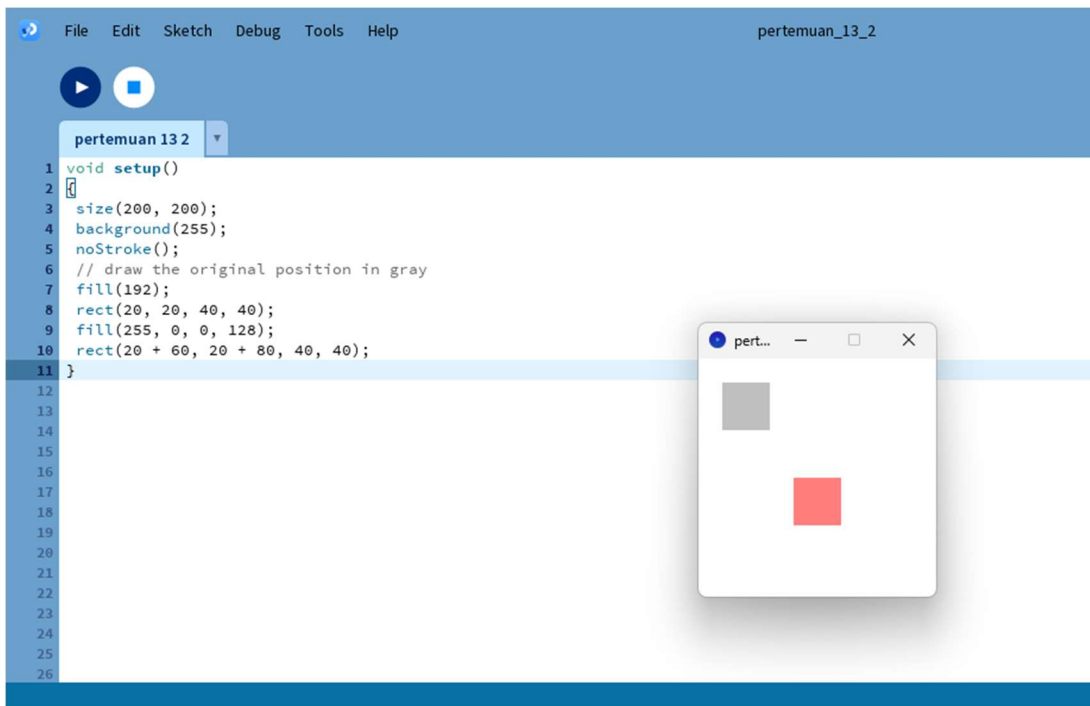 File Edit Sketch Debug Tools Help
pertemuan_13_2
pertemuan 13 2
1 void setup()
2 {
3 size(200, 200);
4 background(255);
5 noStroke();
6 // draw the original position in gray
7 fill(192);
8 rect(20, 20, 40, 40);
9 fill(255, 0, 0, 128);
10 rect(20 + 60, 20 + 80, 40, 40);
11 }
12
13
14
15
16
17
18
19
20
21
22
23
24
25
26
pert...